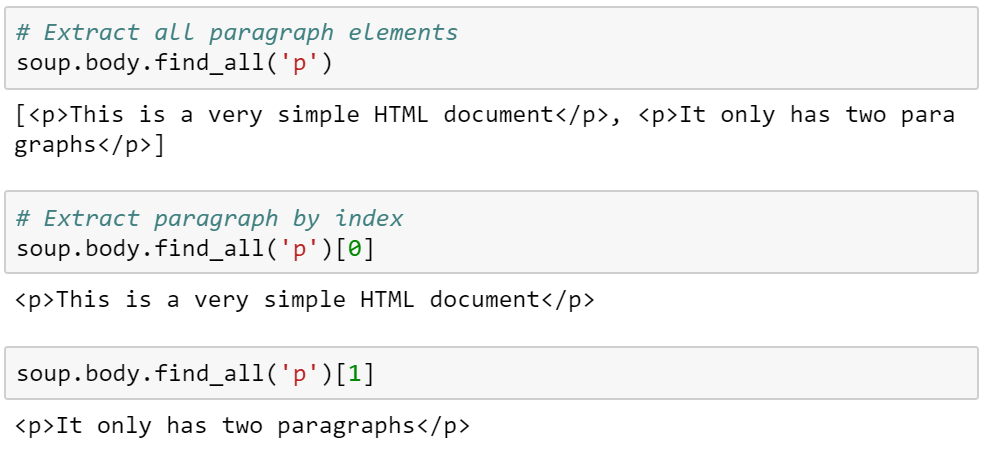 # Extract all paragraph elements
soup.body.find_all('p')
[<p>This is a very simple HTML document</p>, <p>It only has two para
graphs</p>]
# Extract paragraph by index
soup.body.find_all('p')[0]
<p>This is a very simple HTML document</p>
soup.body.find_all('p')[1]
<p>It only has two paragraphs</p>